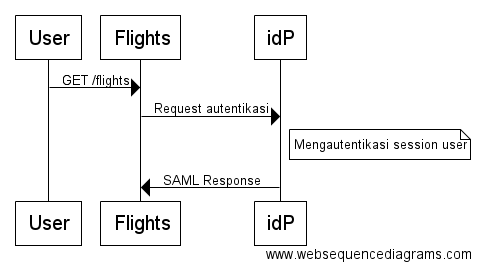 User
Flights
idP
GET /flights
Request autentikasi
Mengautentikasi session user
SAML Response
User
Flights
idP
www.websequencediagrams.com